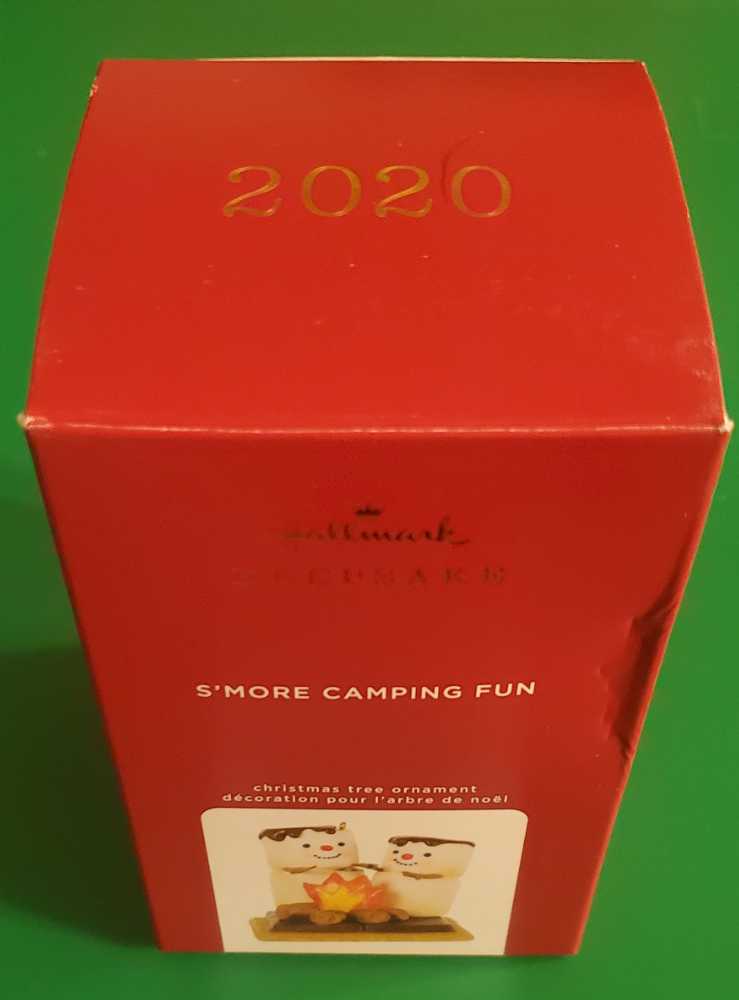 2020
Hallmark
KEEPSAKE
S'MORE CAMPING FUN
christmas tree ornament
décoration pour l'arbre de noël